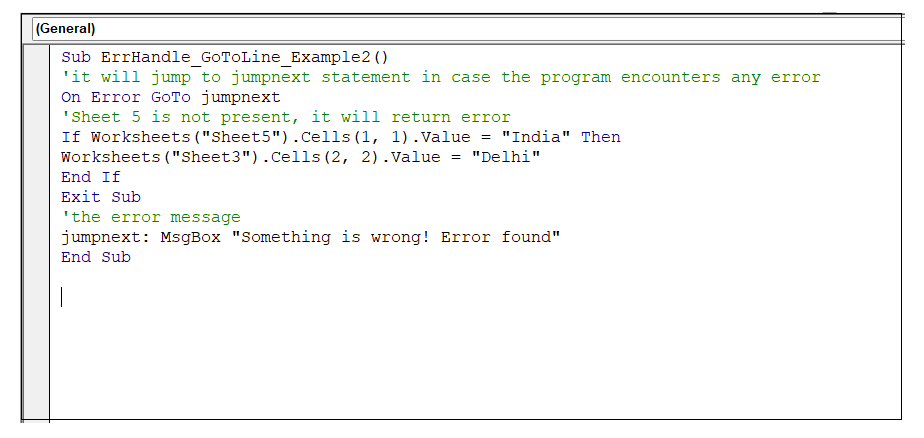 (General)
Sub ErrHandle_GoToLine_Example2()
'it will jump to jumpnext statement in case the program encounters any error
On Error GoTo jumpnext
'Sheet 5 is not present, it will return error
If Worksheets("Sheet5").Cells(1, 1).Value = "India" Then
Worksheets("Sheet3").Cells(2, 2).Value = "Delhi"
End If
Exit Sub
'the error message
jumpnext: MsgBox "Something is wrong! Error found"
End Sub